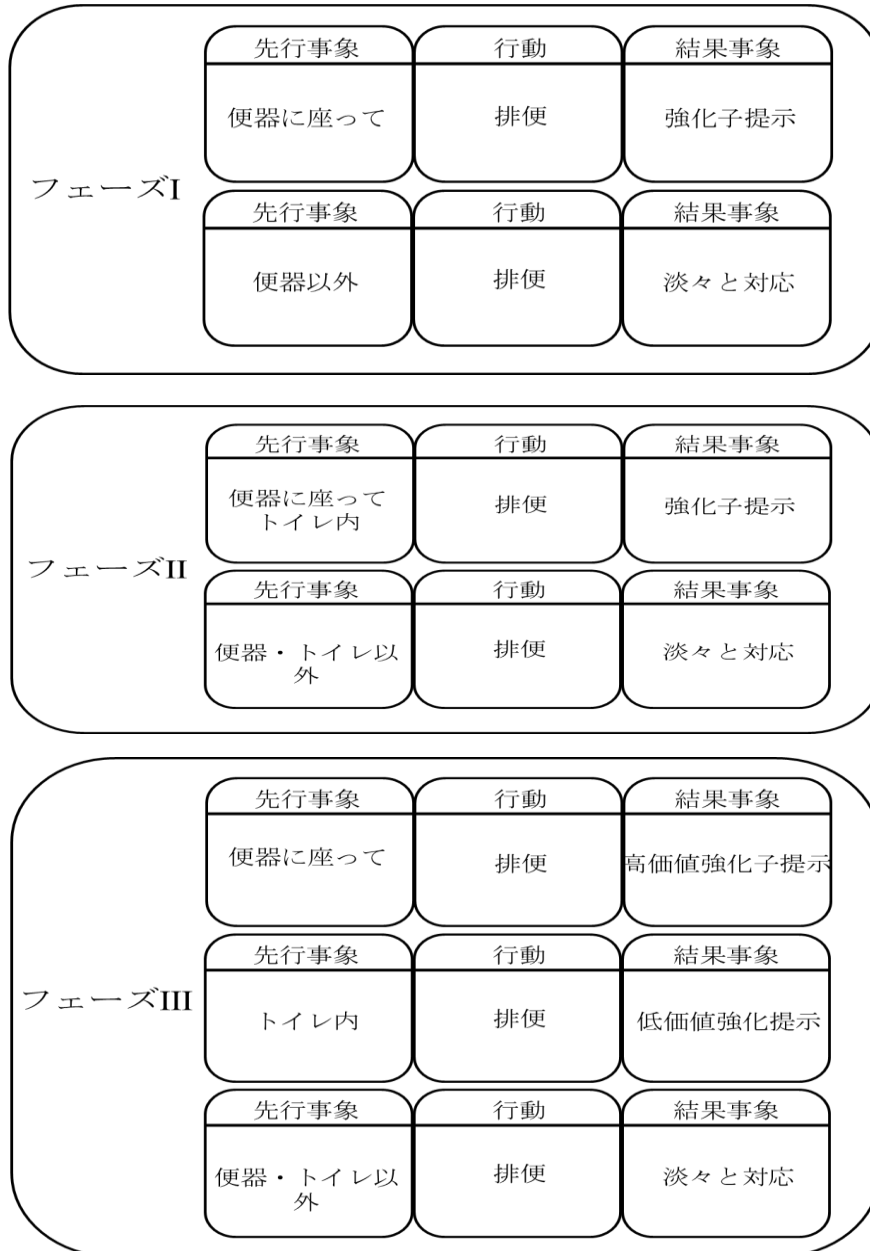 フェーズI
先行事象 行動 結果事象
便器に座って 排便 強化子提示
先行事象 行動 結果事象
便器以外 排便 淡々と対応
フェーズII
先行事象 行動 結果事象
便器に座って 排便 強化子提示
トイレ内
先行事象 行動 結果事象
便器・トイレ以 排便 淡々と対応
外
フェーズIII
先行事象 行動 結果事象
便器に座って 排便 高価値強化子提示
先行事象 行動 結果事象
トイレ内 排便 低価値強化提示
先行事象 行動 結果事象
便器・トイレ以 排便 淡々と対応
外